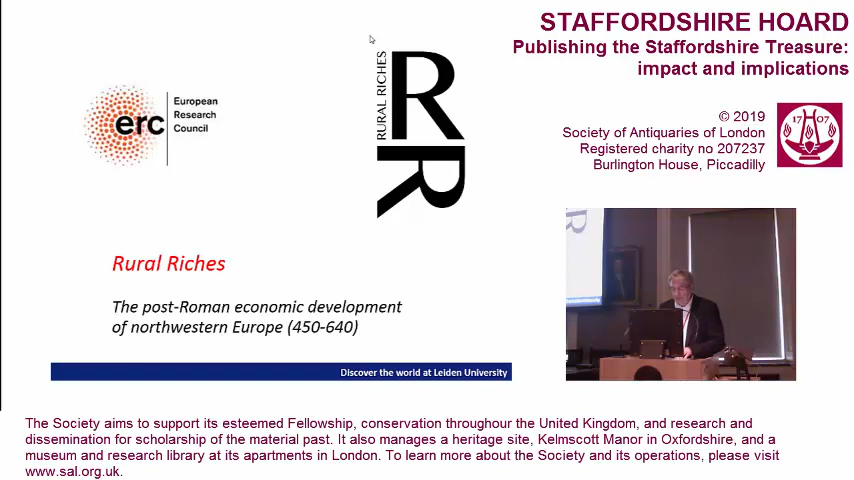 STAFFORDSHIRE HOARD
Publishing the Staffordshire Treasure:
impact and implications
© 2019
Society of Antiquaries of London
Registered charity no 207237
Burlington House, Piccadilly
17 07
erc
European
Research
Council
RURAL RICHES
RR
Rural Riches
The post-Roman economic development
of northwestern Europe (450-640)
Discover the world at Leiden University
The Society aims to support its esteemed Fellowship, conservation throughour the United Kingdom, and research and
dissemination for scholarship of the material past. It also manages a heritage site, Kelmscott Manor in Oxfordshire, and a
museum and research library at its apartments in London. To learn more about the Society and its operations, please visit
www.sal.org.uk.